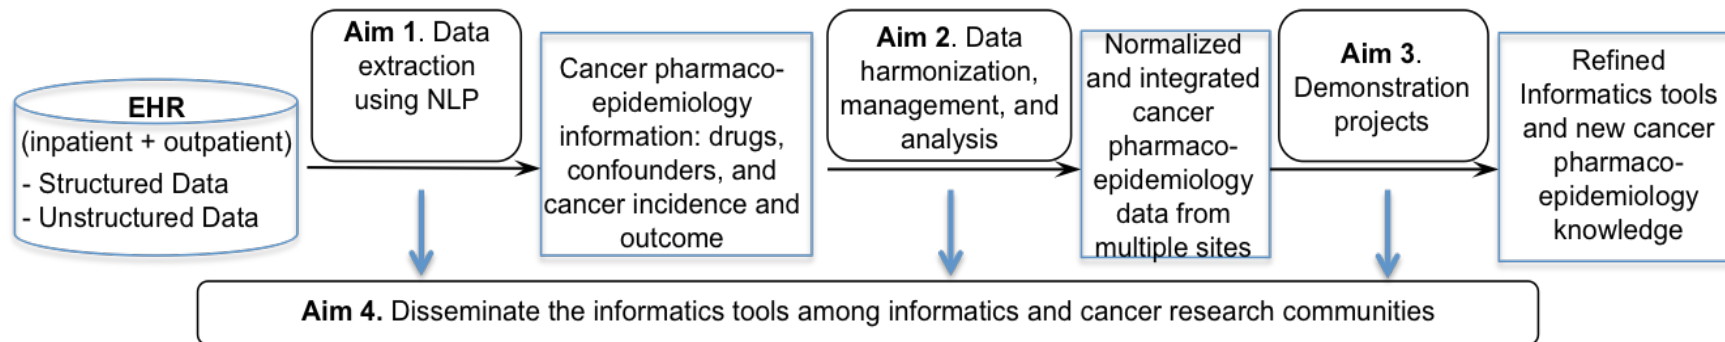 EHR
(inpatient + outpatient)
- Structured Data
- Unstructured Data
Aim 1. Data
extraction
using NLP
Cancer pharmaco-
epidemiology
information: drugs,
confounders, and
cancer incidence and
outcome
Aim 2. Data
harmonization,
management, and
analysis
Normalized
and integrated
cancer
pharmaco-
epidemiology
data from
multiple sites
Aim 3.
Demonstration
projects
Refined
Informatics tools
and new cancer
pharmaco-
epidemiology
knowledge
Aim 4. Disseminate the informatics tools among informatics and cancer research communities